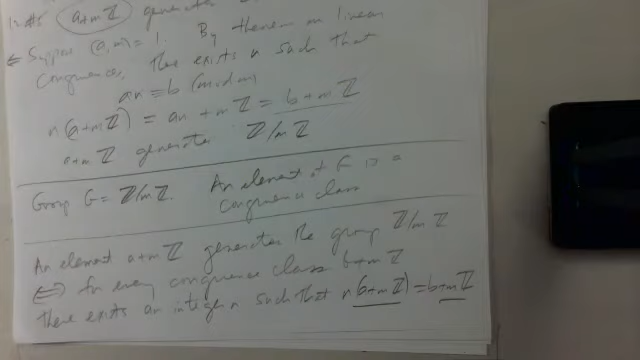 a+mZ generates
⇐ Suppose (a,m)=1. By theorem on linear
congruences, there exists n such that
an ≡ b (mod m)
n(a+mZ) = an + mZ = b+mZ
a+mZ generates Z/mZ
Group G = Z/mZ. An element of G is a
congruence class
An element a+mZ generates the group Z/mZ
⇔ for every congruence class b+mZ
there exists an integer n such that n(a+mZ) = b+mZ